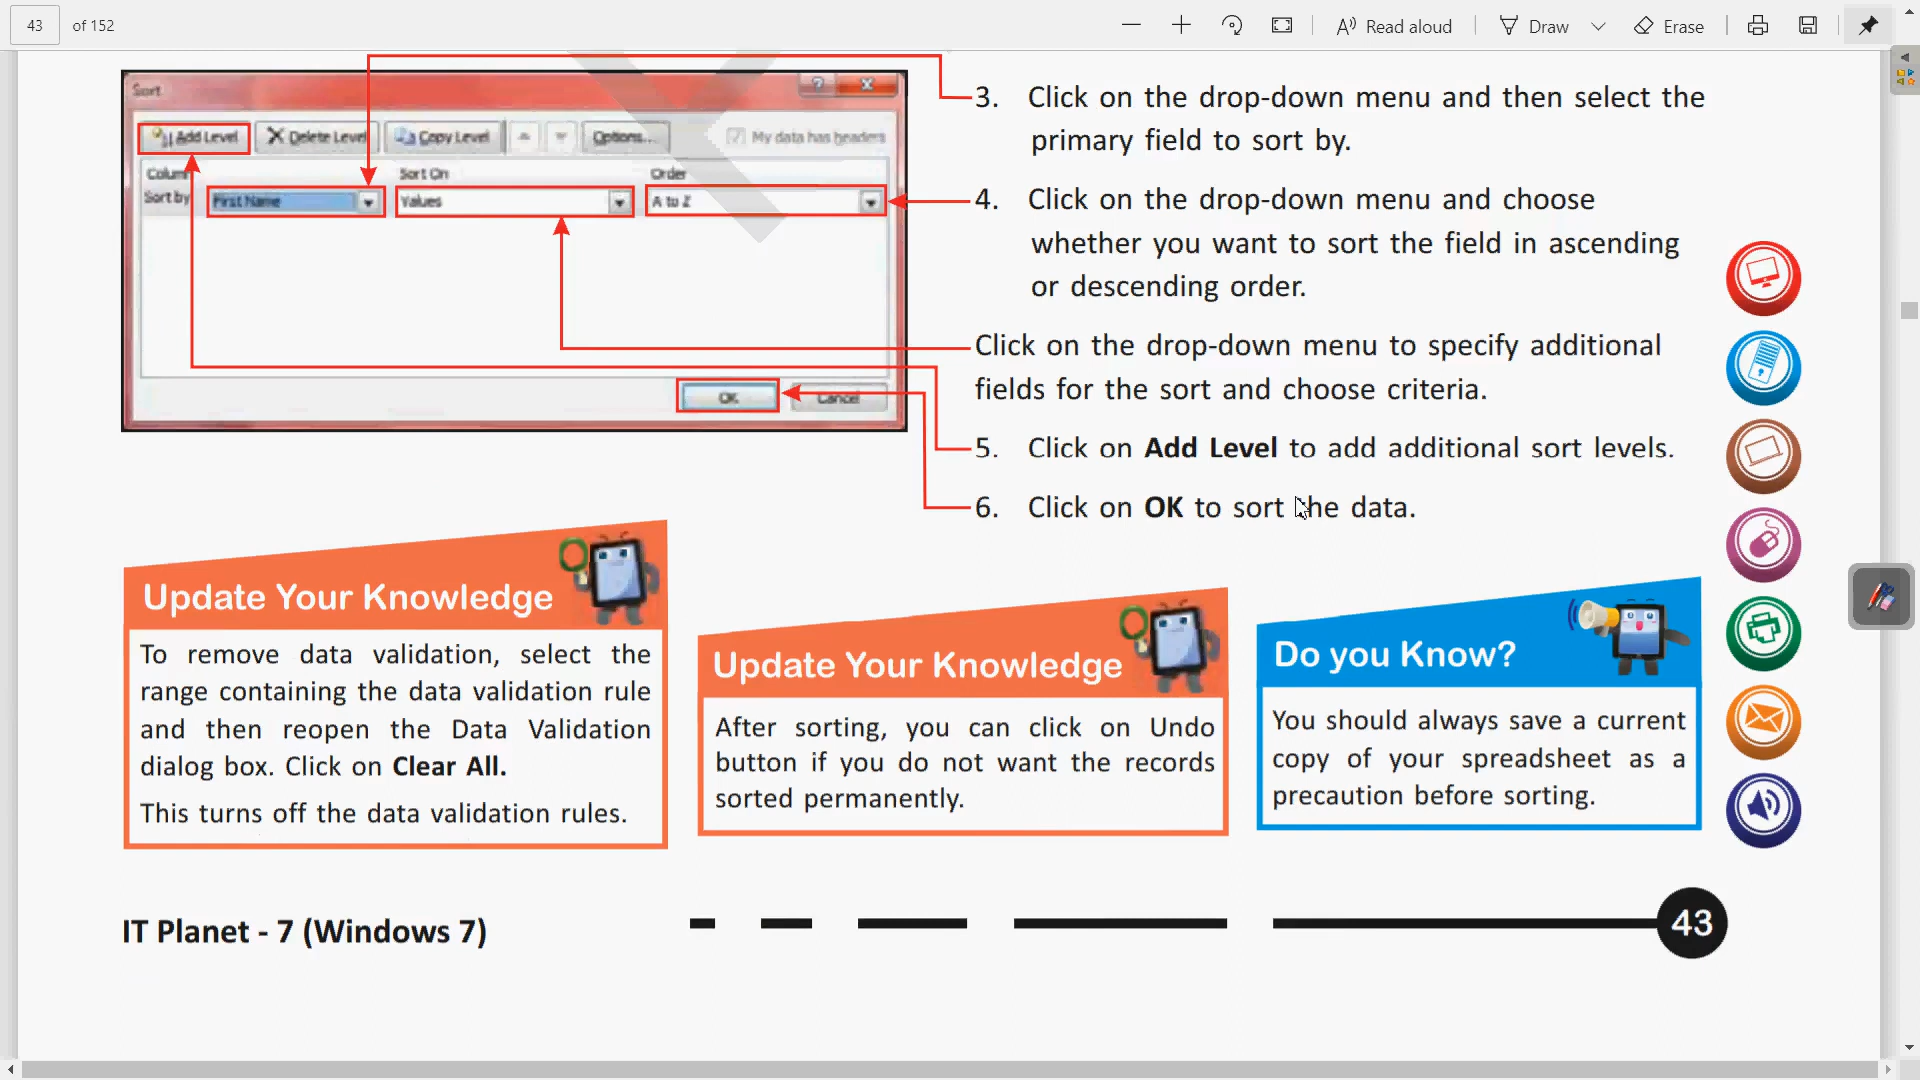 43 of 152
Read aloud
Draw
Erase
Sort
Add Level
Delete Level
Copy Level
Options...
My data has headers
Column
Sort On
Order
Sort by
First Name
Values
A to Z
OK
Cancel
3. Click on the drop-down menu and then select the
primary field to sort by.
4. Click on the drop-down menu and choose
whether you want to sort the field in ascending
or descending order.
Click on the drop-down menu to specify additional
fields for the sort and choose criteria.
5. Click on Add Level to add additional sort levels.
6. Click on OK to sort the data.
Update Your Knowledge
To remove data validation, select the
range containing the data validation rule
and then reopen the Data Validation
dialog box. Click on Clear All.
This turns off the data validation rules.
Update Your Knowledge
After sorting, you can click on Undo
button if you do not want the records
sorted permanently.
Do you Know?
You should always save a current
copy of your spreadsheet as a
precaution before sorting.
IT Planet - 7 (Windows 7)
43